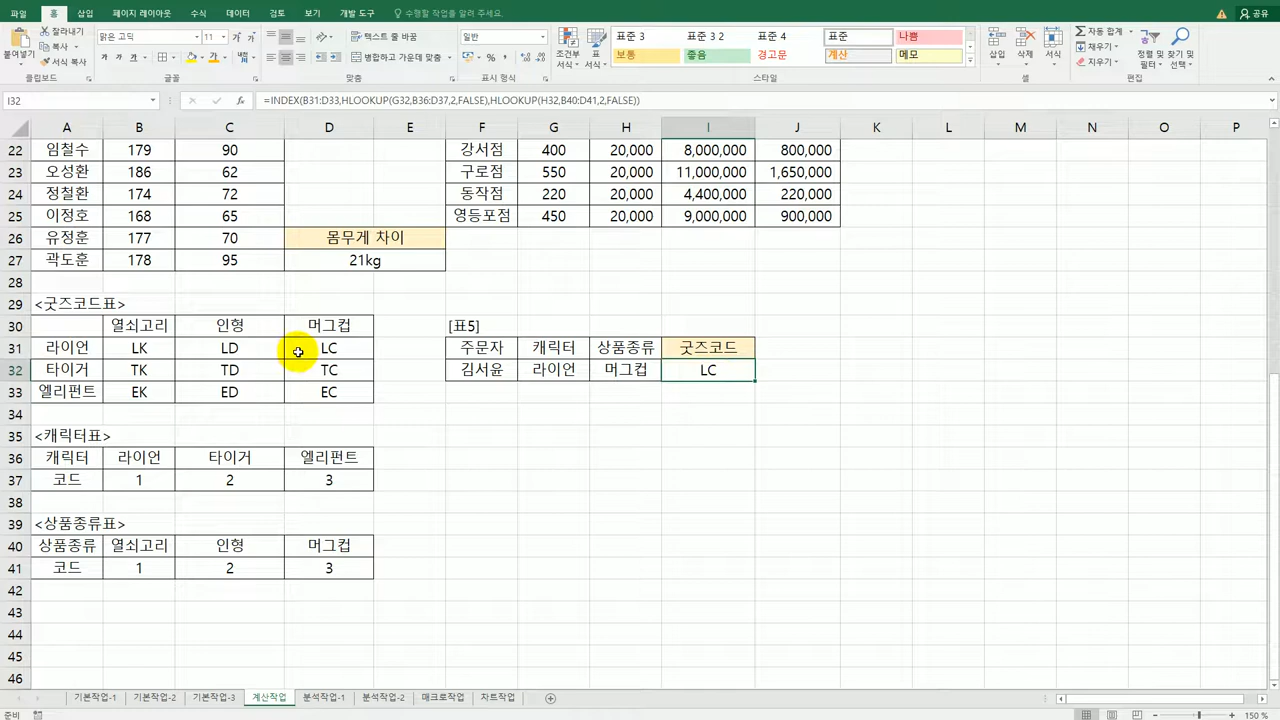 파일 홈 삽입 페이지 레이아웃 수식 데이터 검토 보기 개발 도구 수행할 작업을 알려 주세요. 공유
붙여넣기 잘라내기 복사 서식 복사 클립보드
맑은 고딕 11 가 가 글꼴
텍스트 줄 바꿈 병합하고 가운데 맞춤 맞춤
일반 % 표시 형식
조건부 서식 표 서식
표준 3 표준 3 2 표준 4 표준 나쁨
보통 좋음 경고문 계산 메모
스타일
삽입 삭제 서식 셀
자동 합계 채우기 지우기 정렬 및 필터 찾기 및 선택 편집
I32 fx =INDEX(B31:D33,HLOOKUP(G32,B36:D37,2,FALSE),HLOOKUP(H32,B40:D41,2,FALSE))
A B C D E F G H I J K L M N O P
22 임철수 179 90 강서점 400 20,000 8,000,000 800,000
23 오성환 186 62 구로점 550 20,000 11,000,000 1,650,000
24 정철환 174 72 동작점 220 20,000 4,400,000 220,000
25 이정호 168 65 영등포점 450 20,000 9,000,000 900,000
26 유정훈 177 70 몸무게 차이
27 곽도훈 178 95 21kg
28
29 <굿즈코드표>
30 열쇠고리 인형 머그컵 [표5]
31 라이언 LK LD LC 주문자 캐릭터 상품종류 굿즈코드
32 타이거 TK TD TC 김서윤 라이언 머그컵 LC
33 엘리펀트 EK ED EC
34
35 <캐릭터표>
36 캐릭터 라이언 타이거 엘리펀트
37 코드 1 2 3
38
39 <상품종류표>
40 상품종류 열쇠고리 인형 머그컵
41 코드 1 2 3
42
43
44
45
46
기본작업-1 기본작업-2 기본작업-3 계산작업 분석작업-1 분석작업-2 매크로작업 차트작업
준비 150 %